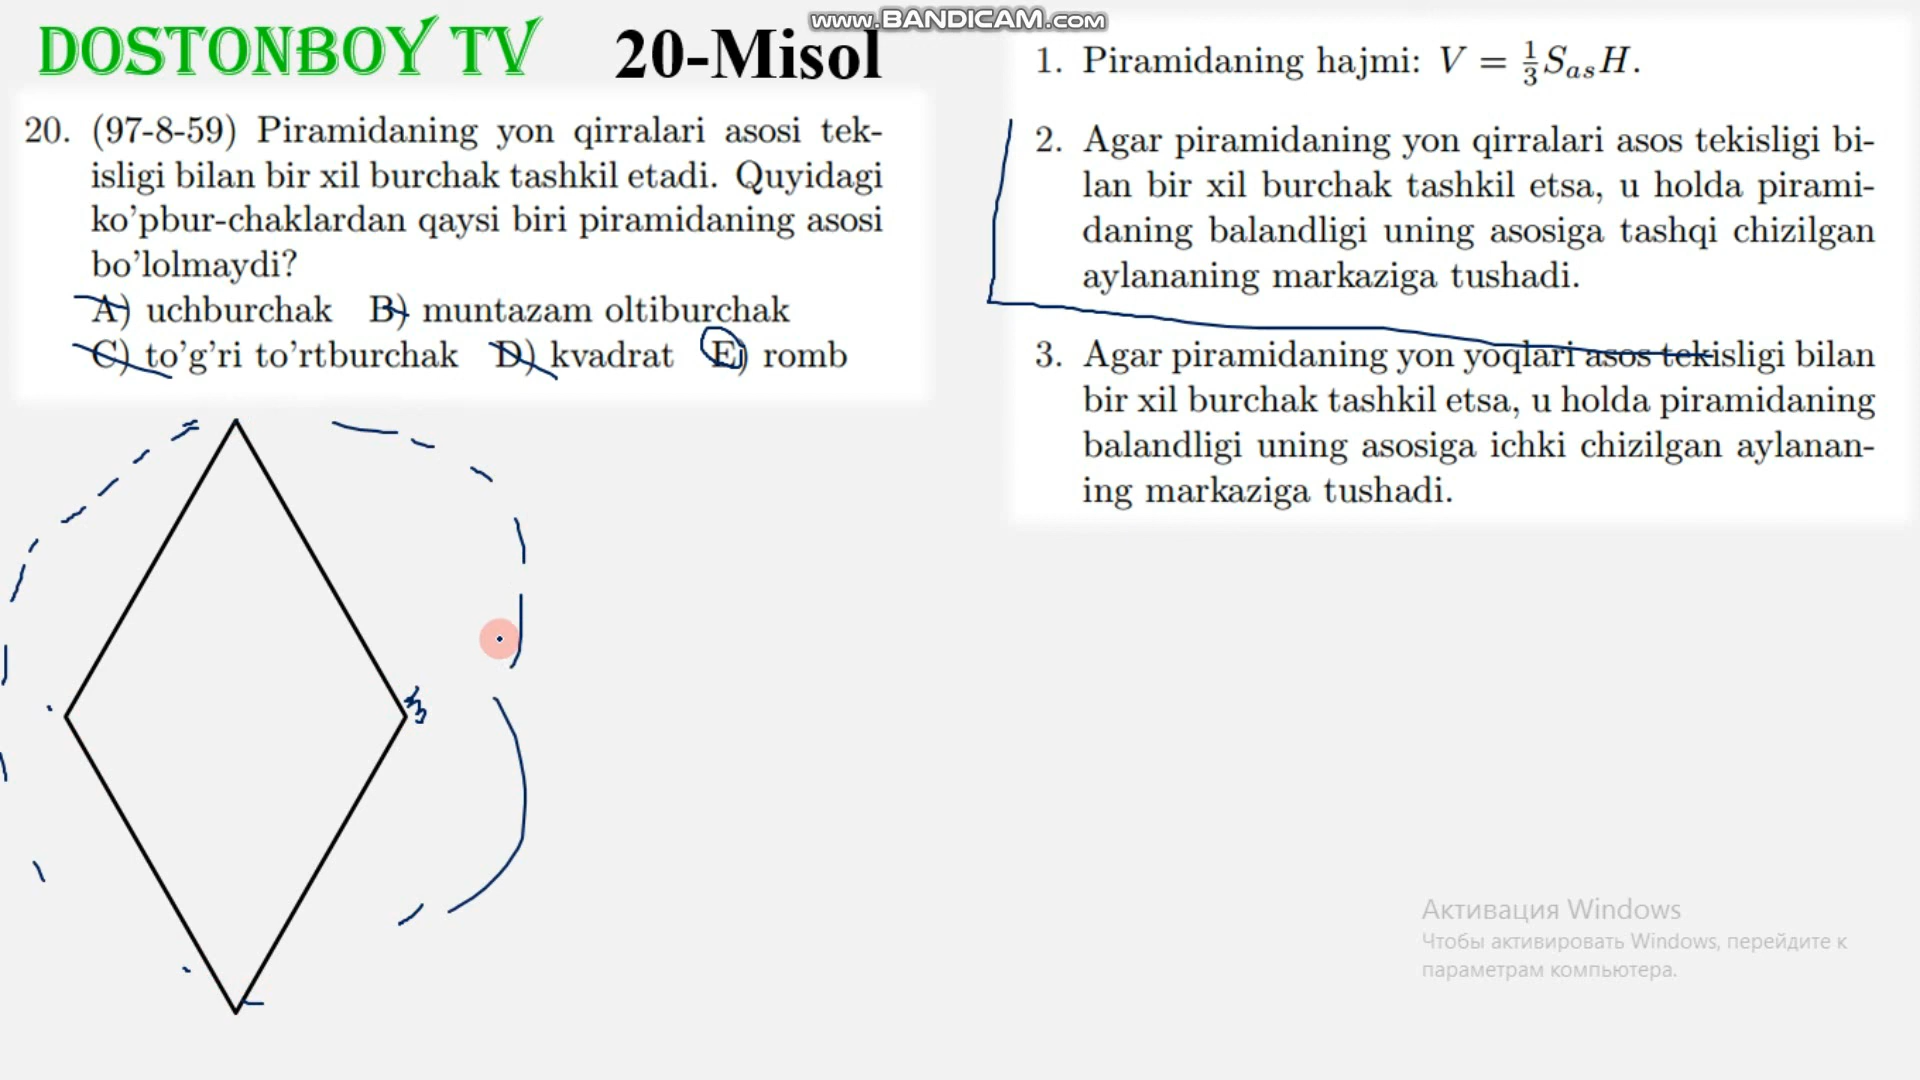 www.BANDICAM.com
DOSTONBOY TV
20-Misol
20. (97-8-59) Piramidaning yon qirralari asosi tek-
isligi bilan bir xil burchak tashkil etadi. Quyidagi
ko'pbur-chaklardan qaysi biri piramidaning asosi
bo'lolmaydi?
A) uchburchak B) muntazam oltiburchak
C) to'g'ri to'rtburchak D) kvadrat E) romb
1. Piramidaning hajmi: V = 1/3 S_{as}H.
2. Agar piramidaning yon qirralari asos tekisligi bi-
lan bir xil burchak tashkil etsa, u holda pirami-
daning balandligi uning asosiga tashqi chizilgan
aylananing markaziga tushadi.
3. Agar piramidaning yon yoqlari asos tekisligi bilan
bir xil burchak tashkil etsa, u holda piramidaning
balandligi uning asosiga ichki chizilgan aylanan-
ing markaziga tushadi.
Активация Windows
Чтобы активировать Windows, перейдите к
параметрам компьютера.